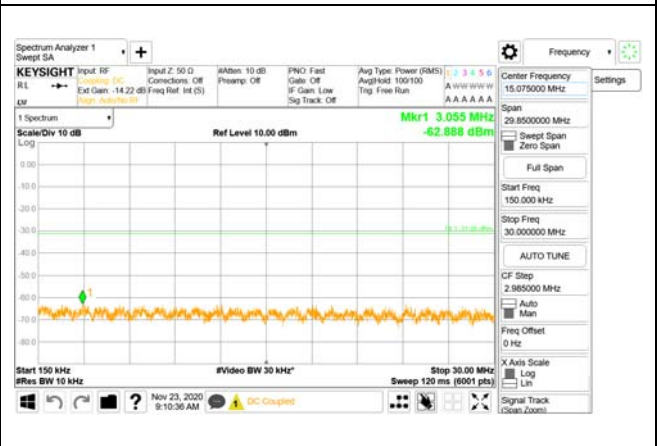 Spectrum Analyzer 1
Swept SA
Frequency
KEYSIGHT
RL
Input: RF
Coupling: DC
Ext Gain: -14.22 dB
Align: Auto/No RF
Input Z: 50 Ω
Corrections: Off
Freq Ref: Int (S)
#Atten: 10 dB
Preamp: Off
PNO: Fast
Gate: Off
IF Gain: Low
Sig Track: Off
Avg Type: Power (RMS)
Avg|Hold: 100/100
Trig: Free Run
1 2 3 4 5 6
A W W W W W
A A A A A A
1 Spectrum
Scale/Div 10 dB
Log
Ref Level 10.00 dBm
Mkr1 3.055 MHz
-62.888 dBm
0.00
-10.0
-20.0
-30.0
-40.0
-50.0
-60.0
-70.0
-80.0
1
Start 150 kHz
#Res BW 10 kHz
#Video BW 30 kHz*
Stop 30.00 MHz
Sweep 120 ms (6001 pts)
Nov 23, 2020
9:10:36 AM
DC Coupled
Center Frequency
15.075000 MHz
Settings
Span
29.8500000 MHz
Swept Span
Zero Span
Full Span
Start Freq
150.000 kHz
Stop Freq
30.000000 MHz
AUTO TUNE
CF Step
2.985000 MHz
Auto
Man
Freq Offset
0 Hz
X Axis Scale
Log
Lin
Signal Track
(Span Zoom)